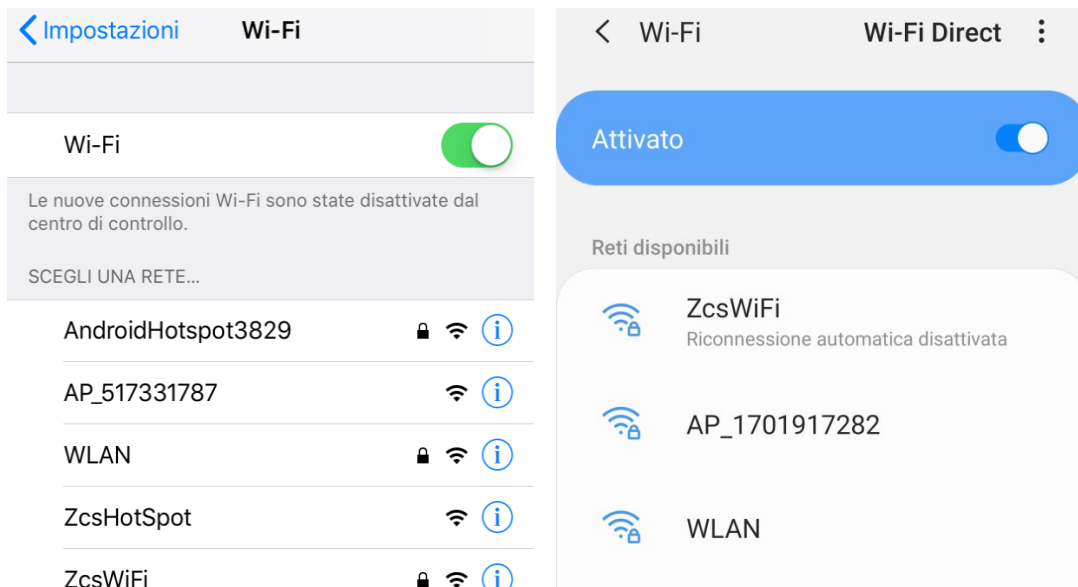 Impostazioni
Wi-Fi
Wi-Fi
Le nuove connessioni Wi-Fi sono state disattivate dal
centro di controllo.
SCEGLI UNA RETE...
AndroidHotspot3829
AP_517331787
WLAN
ZcsHotSpot
ZcsWiFi
Wi-Fi
Wi-Fi Direct
Attivato
Reti disponibili
ZcsWiFi
Riconnessione automatica disattivata
AP_1701917282
WLAN